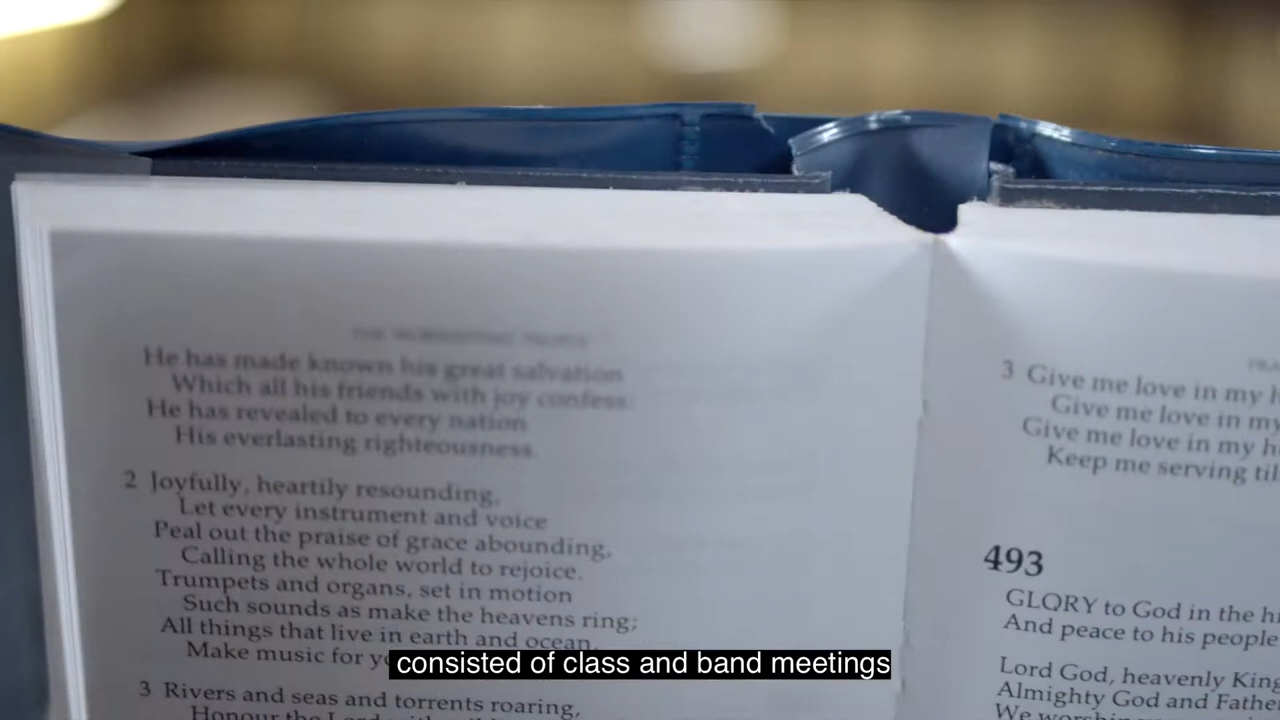 He has made known his great salvation
Which all his friends with joy confess:
He has revealed to every nation
His everlasting righteousness.
2 Joyfully, heartily resounding,
Let every instrument and voice
Peal out the praise of grace abounding,
Calling the whole world to rejoice.
Trumpets and organs, set in motion
Such sounds as make the heavens ring;
All things that live in earth and ocean,
Make music for
3 Rivers and seas and torrents roaring,
Honour the Lord
3 Give me love in my
Give me love in my
Give me love in my
Keep me serving
493
GLORY to God in the
And peace to his people
Lord God, heavenly King
Almighty God and
We
consisted of class and band meetings